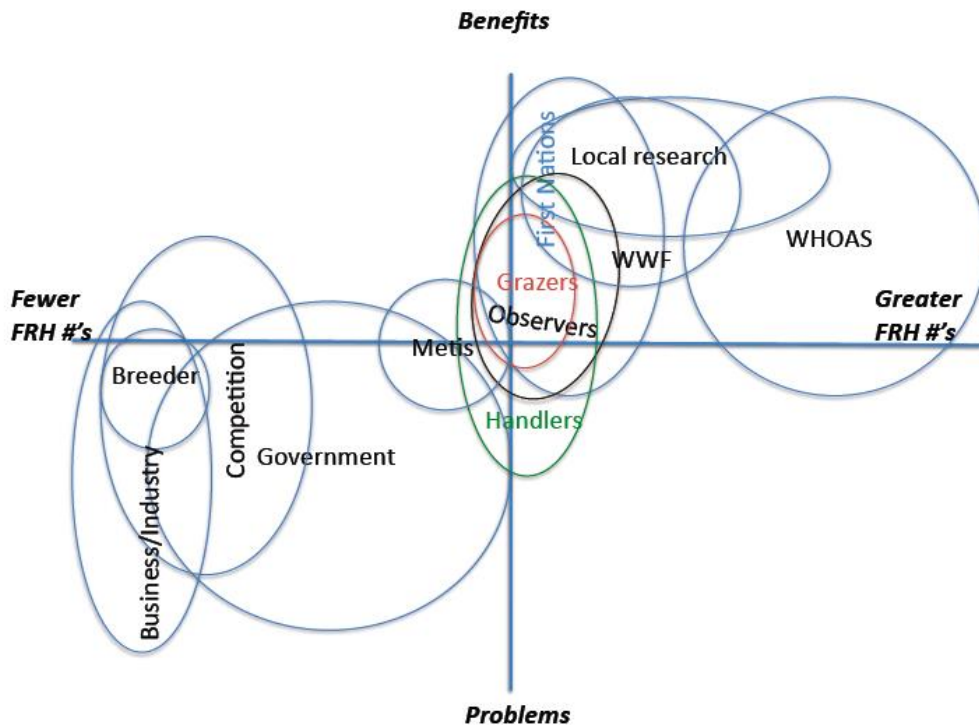 Benefits
First Nations
Local research
WHOAS
WWF
Grazers
Fewer
FRH #'s
Greater
FRH #'s
Observers
Metis
Breeder
Competition
Handlers
Government
Business/Industry
Problems